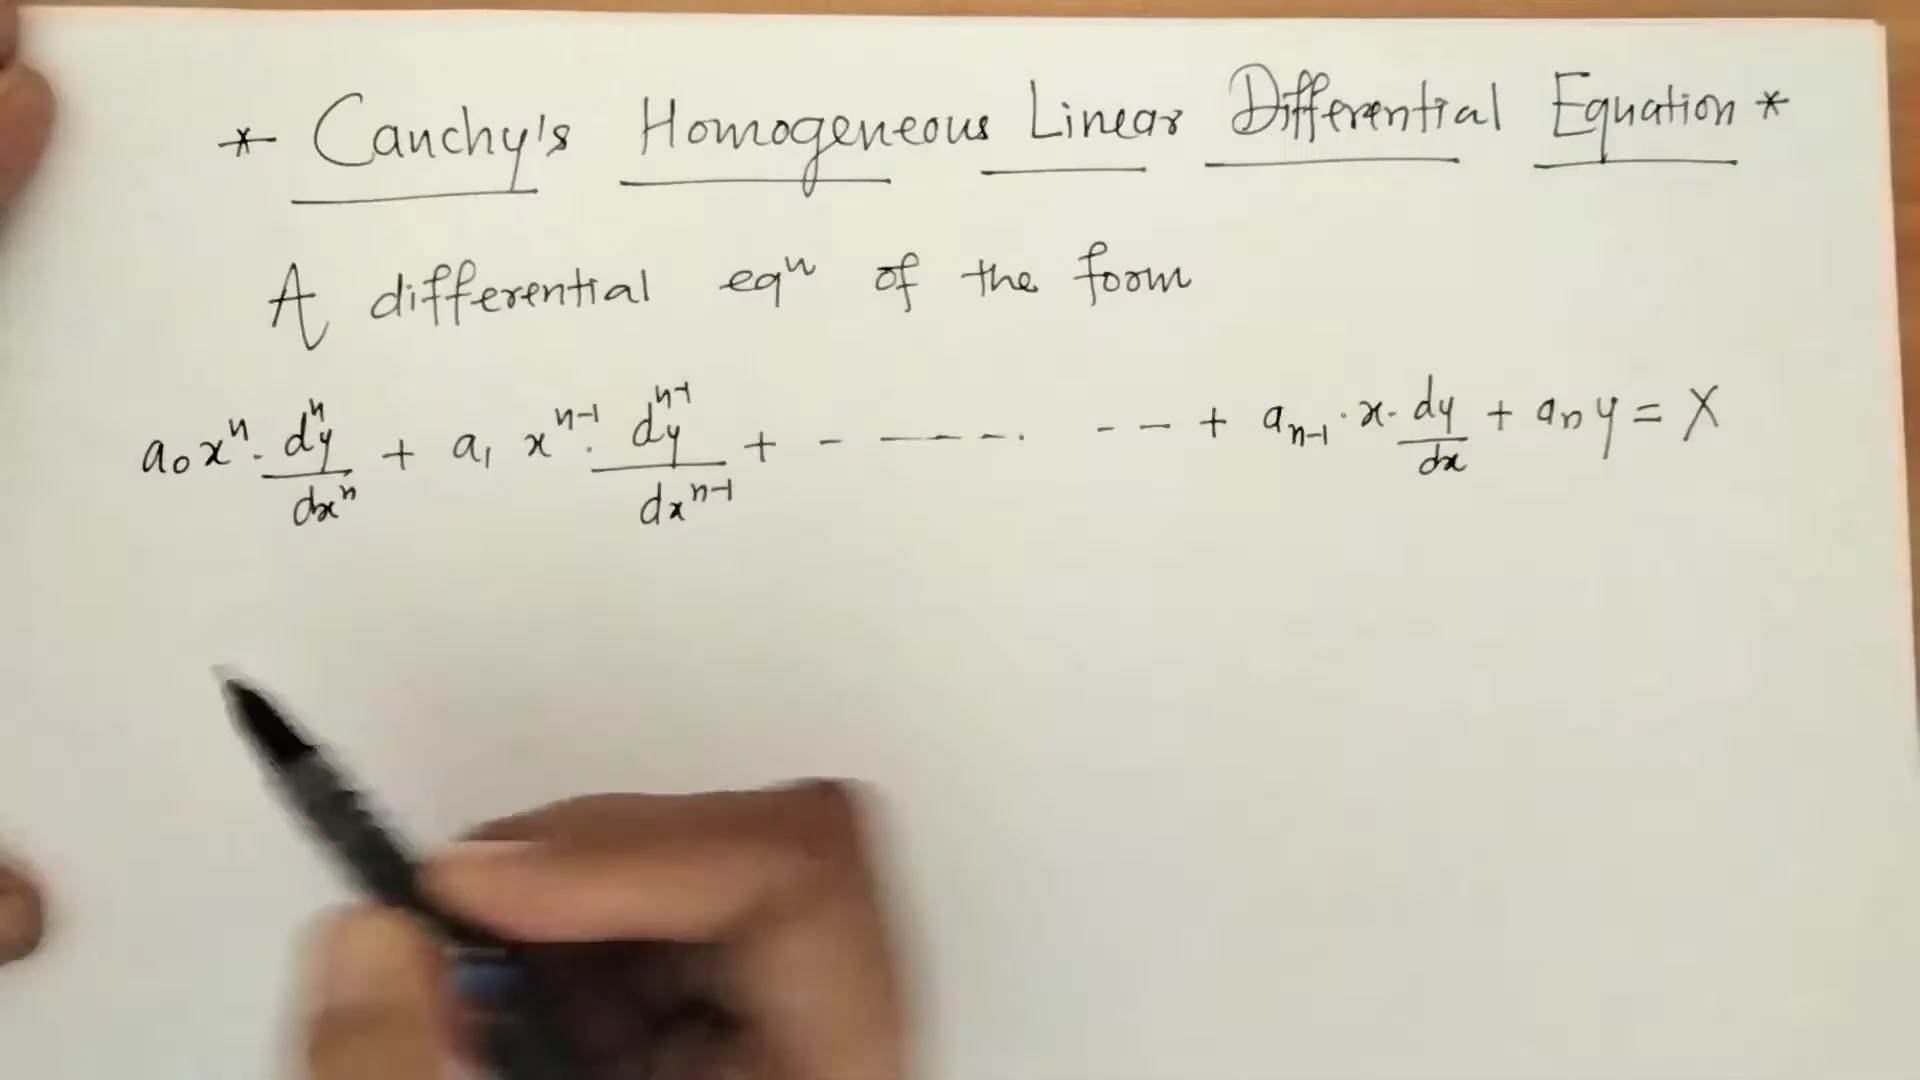 * Cauchy's Homogeneous Linear Differential Equation *
A differential eqⁿ of the form
a₀xⁿ · dⁿy/dxⁿ + a₁ xⁿ⁻¹ · dⁿ⁻¹y/dxⁿ⁻¹ + - - - - - · - - + aₙ₋₁ · x · dy/dx + aₙ y = X